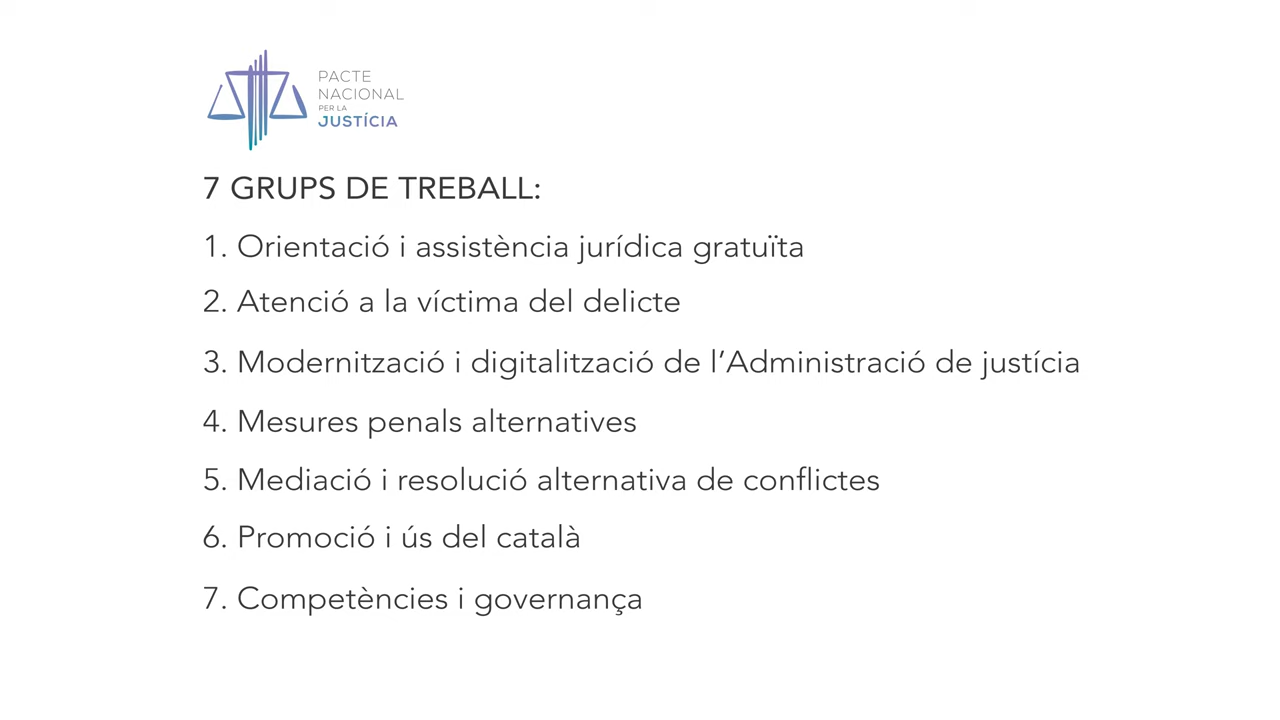 PACTE
NACIONAL
PER LA
JUSTÍCIA
7 GRUPS DE TREBALL:
1. Orientació i assistència jurídica gratuïta
2. Atenció a la víctima del delicte
3. Modernització i digitalització de l’Administració de justícia
4. Mesures penals alternatives
5. Mediació i resolució alternativa de conflictes
6. Promoció i ús del català
7. Competències i governança